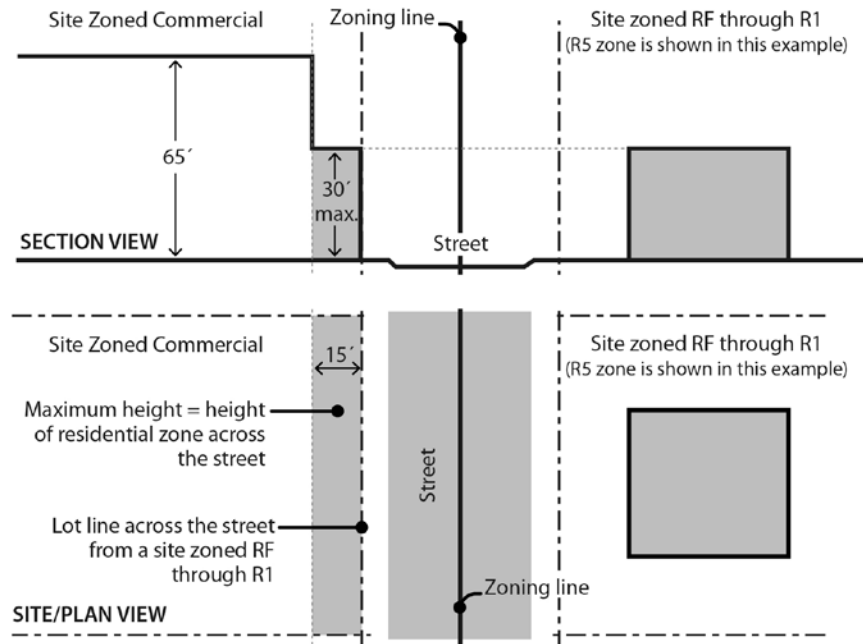 Site Zoned Commercial
Zoning line
Site zoned RF through R1
(R5 zone is shown in this example)
65´
30´
max.
SECTION VIEW
Street
Site Zoned Commercial
15´
Site zoned RF through R1
(R5 zone is shown in this example)
Maximum height = height
of residential zone across
the street
Street
Lot line across the street
from a site zoned RF
through R1
Zoning line
SITE/PLAN VIEW